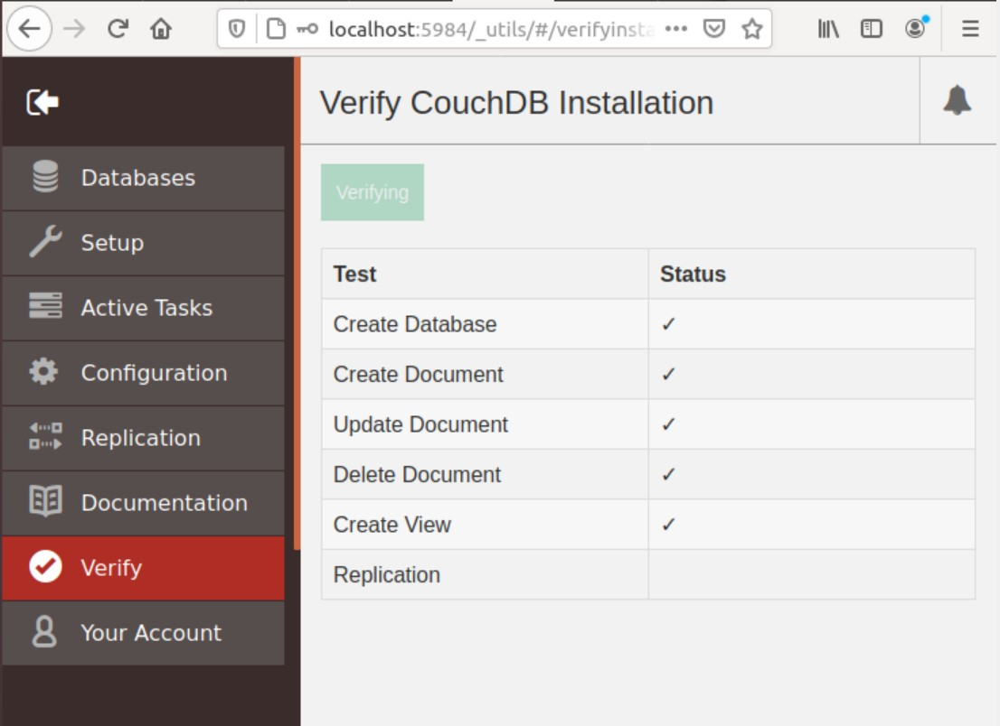 localhost:5984/_utils/#/verifyinsta
Verify CouchDB Installation
Databases
Setup
Active Tasks
Configuration
Replication
Documentation
Verify
Your Account
Verifying
Test Status
Create Database ✓
Create Document ✓
Update Document ✓
Delete Document ✓
Create View ✓
Replication